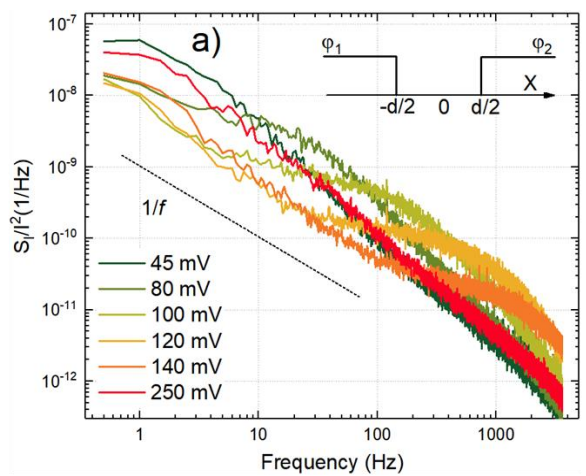 a)
φ₁
φ₂
-d/2 0 d/2 X
10⁻⁷
10⁻⁸
10⁻⁹
10⁻¹⁰
10⁻¹¹
10⁻¹²
S_I/I²(1/Hz)
1/f
45 mV
80 mV
100 mV
120 mV
140 mV
250 mV
1 10 100 1000
Frequency (Hz)